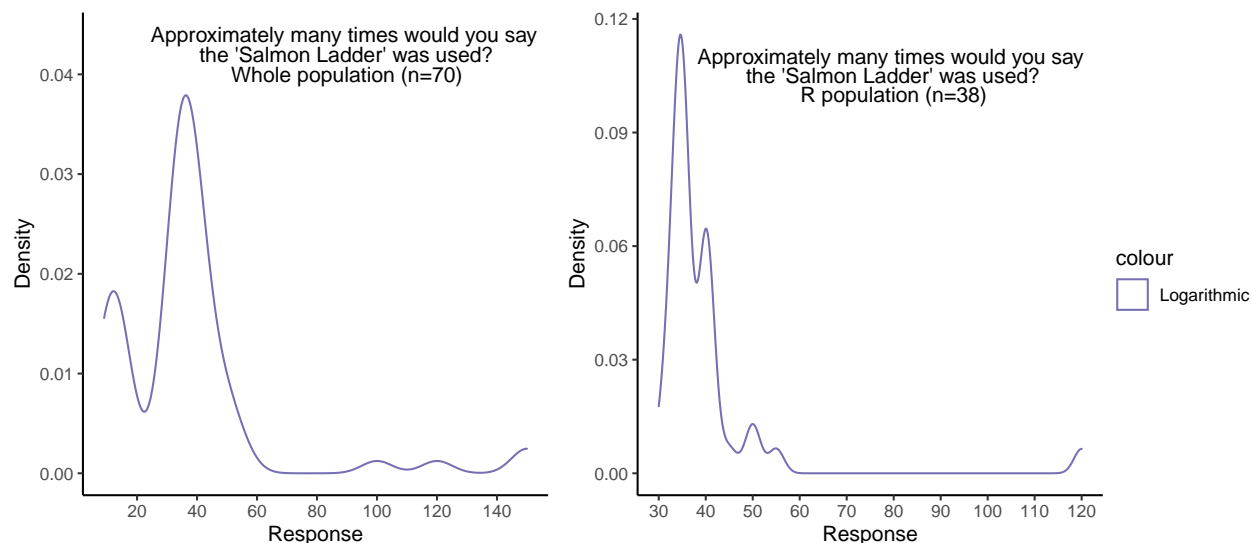 Approximately many times would you say
the 'Salmon Ladder' was used?
Whole population (n=70)
0.04
0.03
0.02
0.01
0.00
Density
20 40 60 80 100 120 140
Response
Approximately many times would you say
the 'Salmon Ladder' was used?
R population (n=38)
0.12
0.09
0.06
0.03
0.00
Density
30 40 50 60 70 80 90 100 110 120
Response
colour
Logarithmic